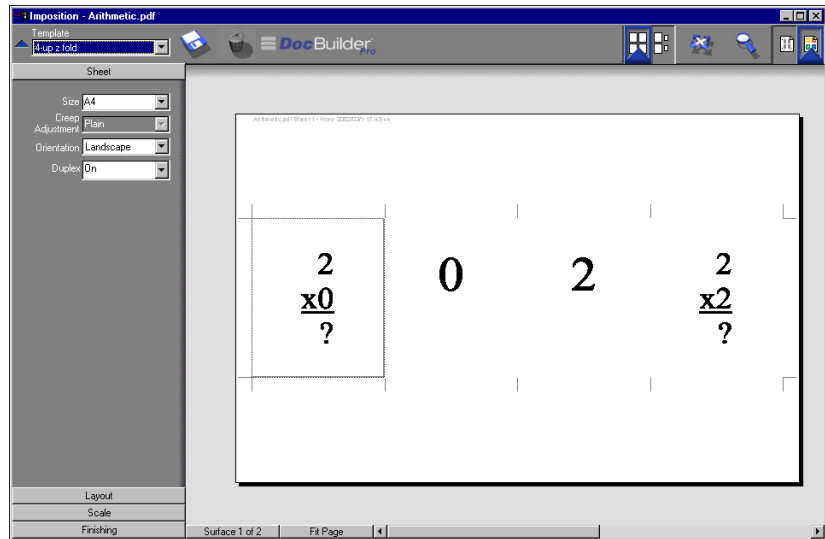 Imposition - Arithmetic.pdf
Template
4-up z fold
DocBuilder Pro
Sheet
Size A4
Creep Adjustment Plain
Orientation Landscape
Duplex On
2
x0
?
0
2
2
x2
?
Layout
Scale
Finishing
Surface 1 of 2
Fit Page